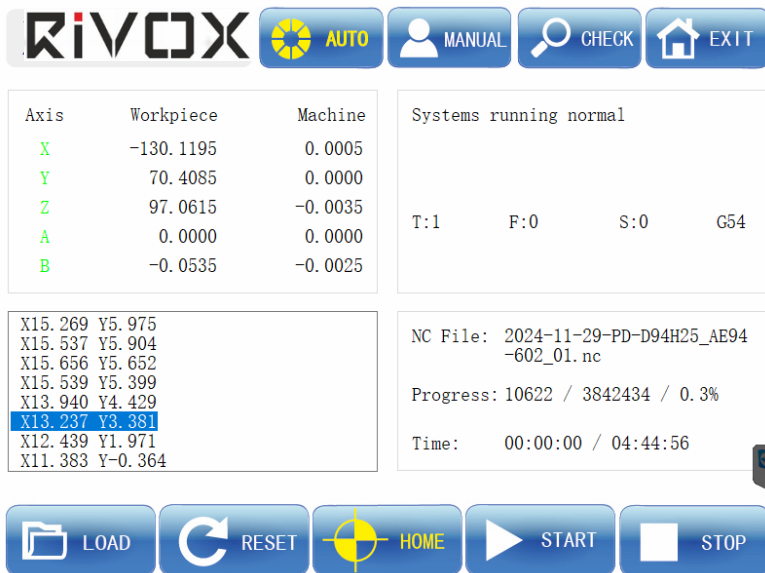 RiVOX AUTO MANUAL CHECK EXIT
Axis Workpiece Machine
X -130.1195 0.0005
Y 70.4085 0.0000
Z 97.0615 -0.0035
A 0.0000 0.0000
B -0.0535 -0.0025
Systems running normal
T:1 F:0 S:0 G54
X15.269 Y5.975
X15.537 Y5.904
X15.656 Y5.652
X15.539 Y5.399
X13.940 Y4.429
X13.237 Y3.381
X12.439 Y1.971
X11.383 Y-0.364
NC File: 2024-11-29-PD-D94H25_AE94
-602_01.nc
Progress: 10622 / 3842434 / 0.3%
Time: 00:00:00 / 04:44:56
LOAD RESET HOME START STOP